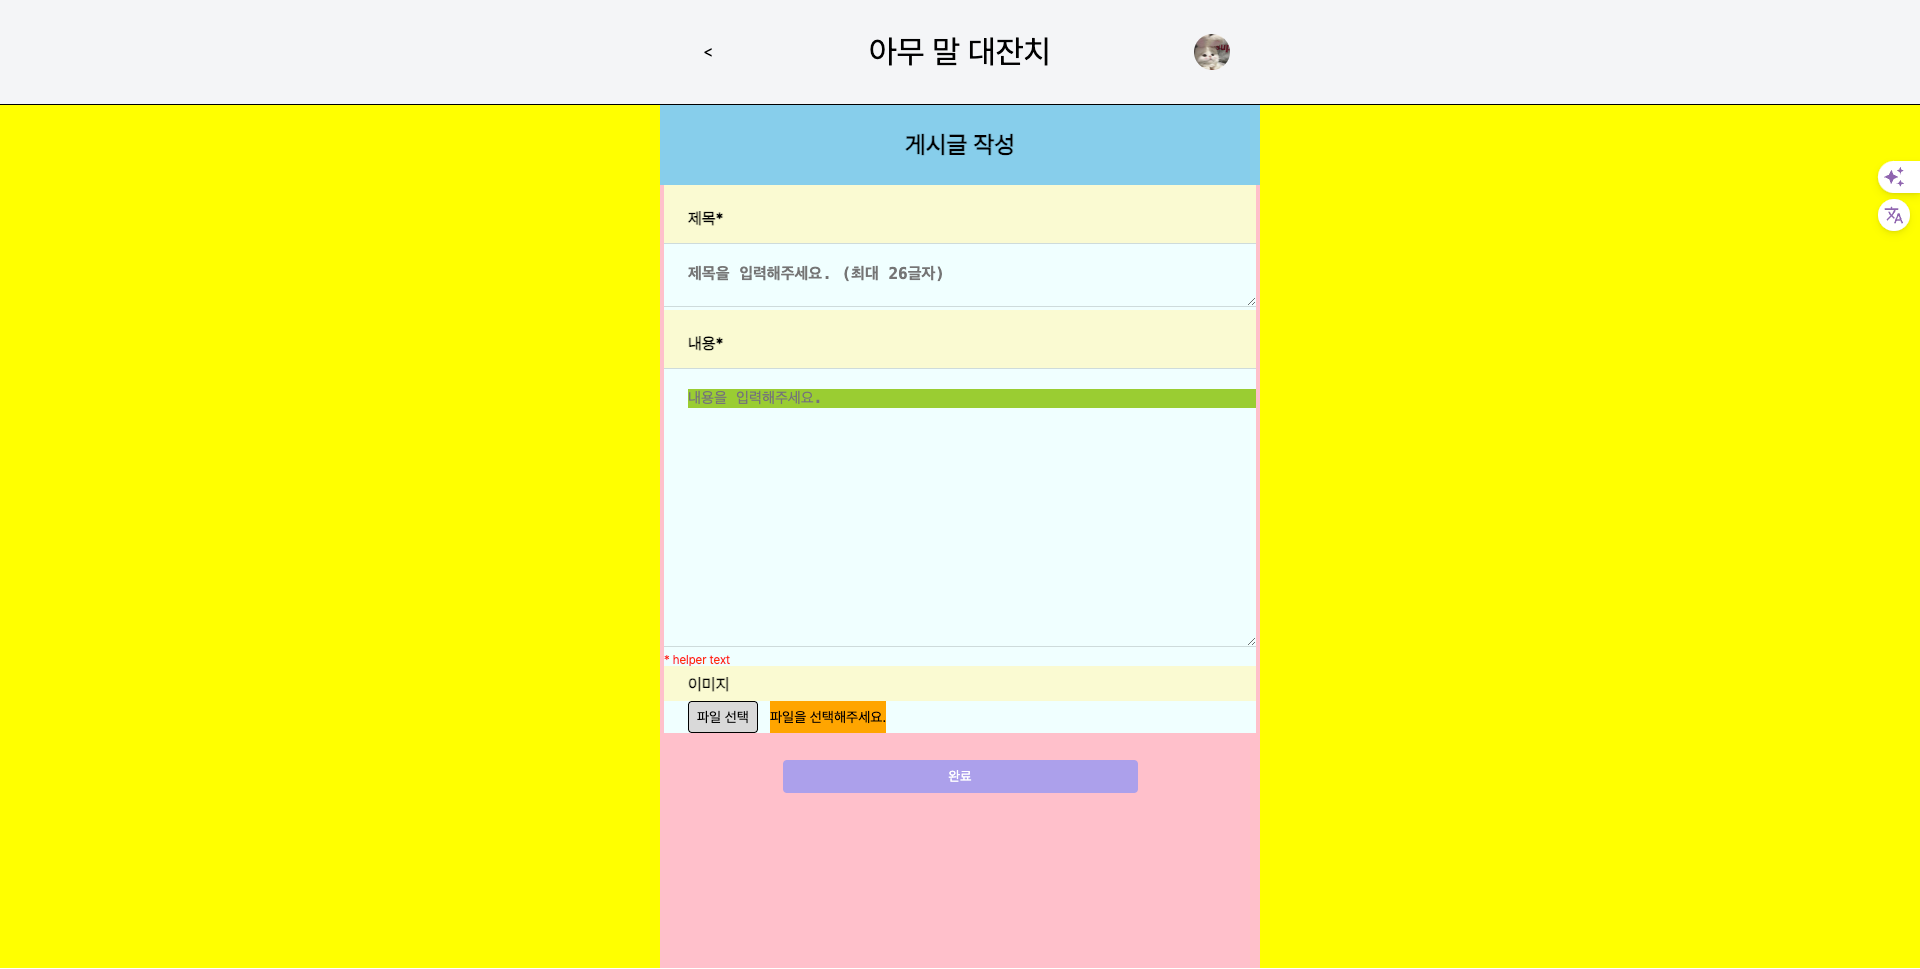 <
아무 말 대잔치
게시글 작성
제목*
제목을 입력해주세요. (최대 26글자)
내용*
내용을 입력해주세요.
* helper text
이미지
파일 선택
파일을 선택해주세요.
완료